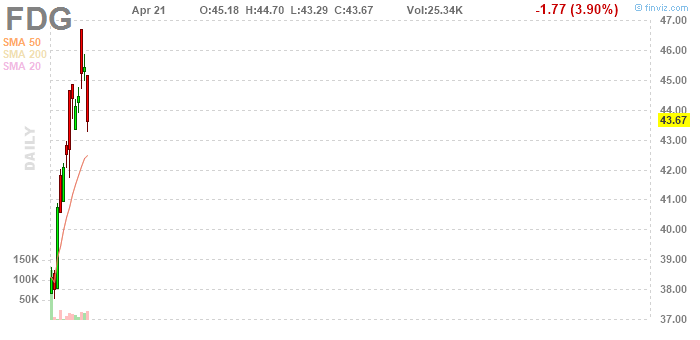 FDG Apr 21 O:45.18 H:44.70 L:43.29 C:43.67 Vol:25.34K -1.77 (3.90%) © finviz.com
SMA 50
SMA 200
SMA 20
DAILY
47.00
46.00
45.00
44.00
43.67
43.00
42.00
41.00
40.00
150K 39.00
100K
50K 38.00
37.00